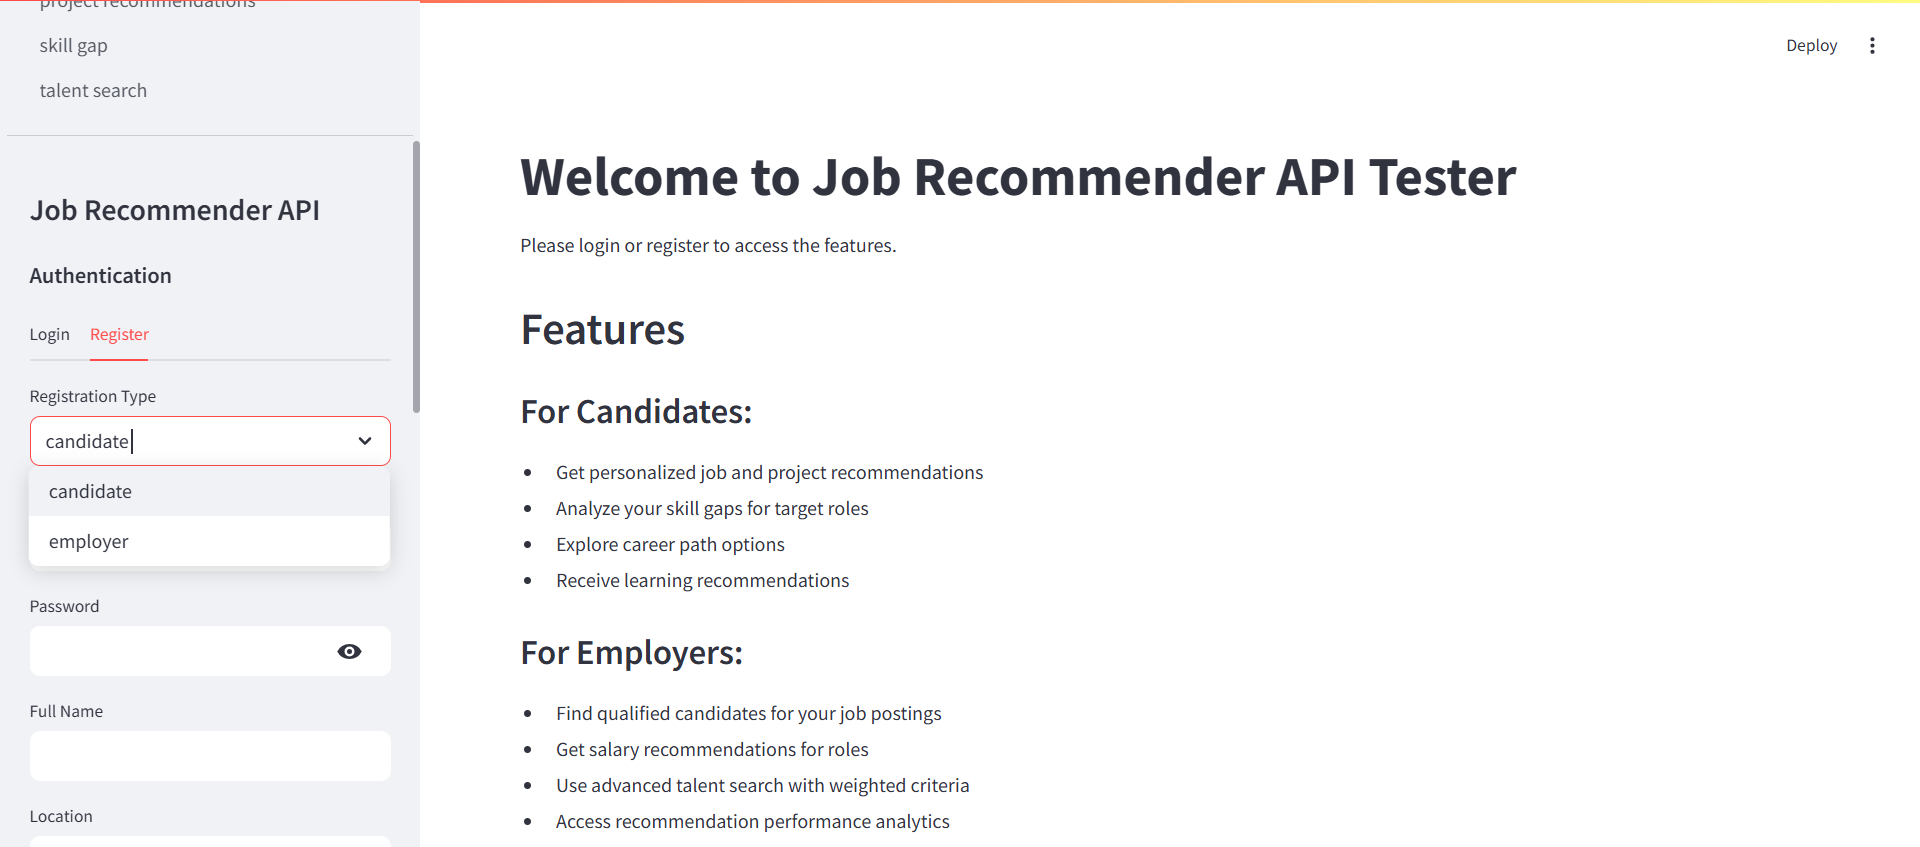 project recommendations
skill gap
talent search
Job Recommender API
Authentication
Login Register
Registration Type
candidate
candidate
employer
Password
Full Name
Location
Deploy
Welcome to Job Recommender API Tester
Please login or register to access the features.
Features
For Candidates:
• Get personalized job and project recommendations
• Analyze your skill gaps for target roles
• Explore career path options
• Receive learning recommendations
For Employers:
• Find qualified candidates for your job postings
• Get salary recommendations for roles
• Use advanced talent search with weighted criteria
• Access recommendation performance analytics